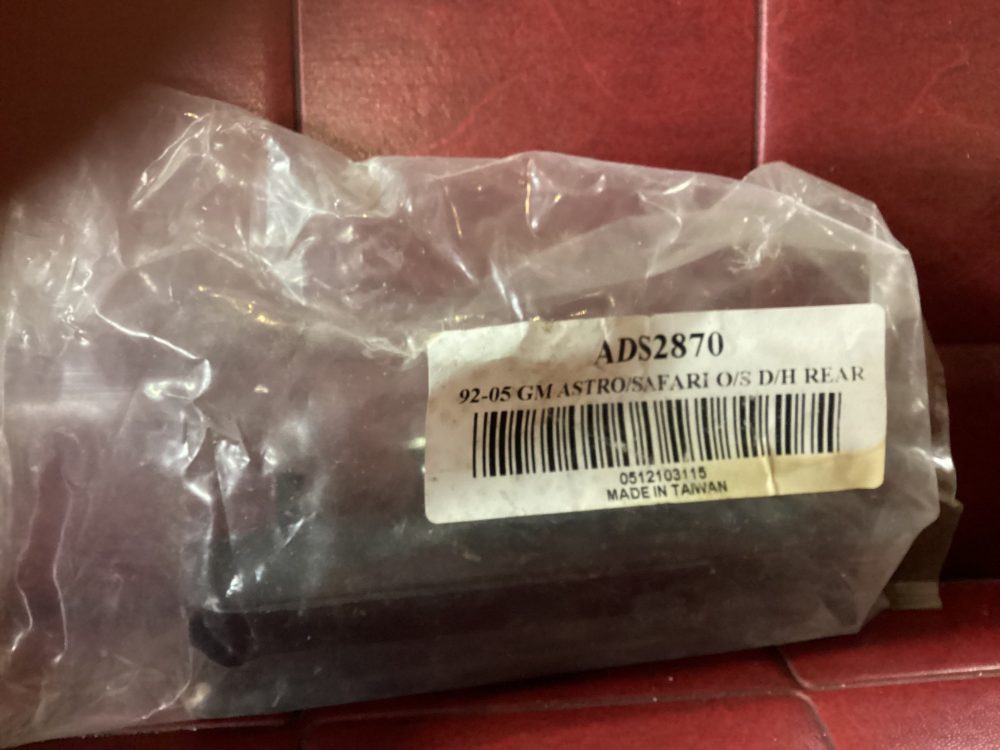 ADS2870
92-05 GM ASTRO/SAFARI O/S D/H REAR
0512103115
MADE IN TAIWAN